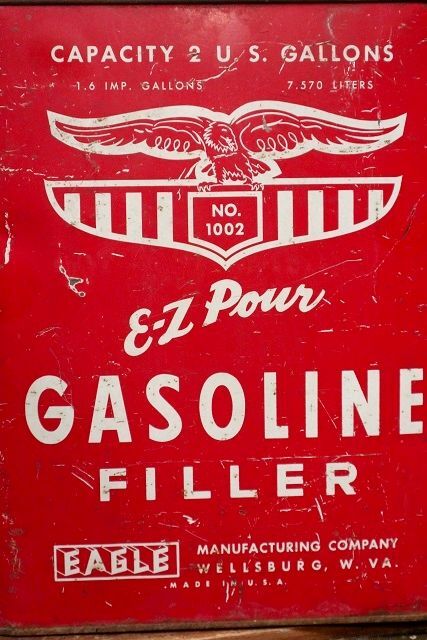 CAPACITY 2 U.S. GALLONS
1.6 IMP. GALLONS 7.570 LITERS
NO.
1002
E-Z Pour
GASOLINE
FILLER
EAGLE MANUFACTURING COMPANY
WELLSBURG, W. VA.
MADE IN U.S.A.